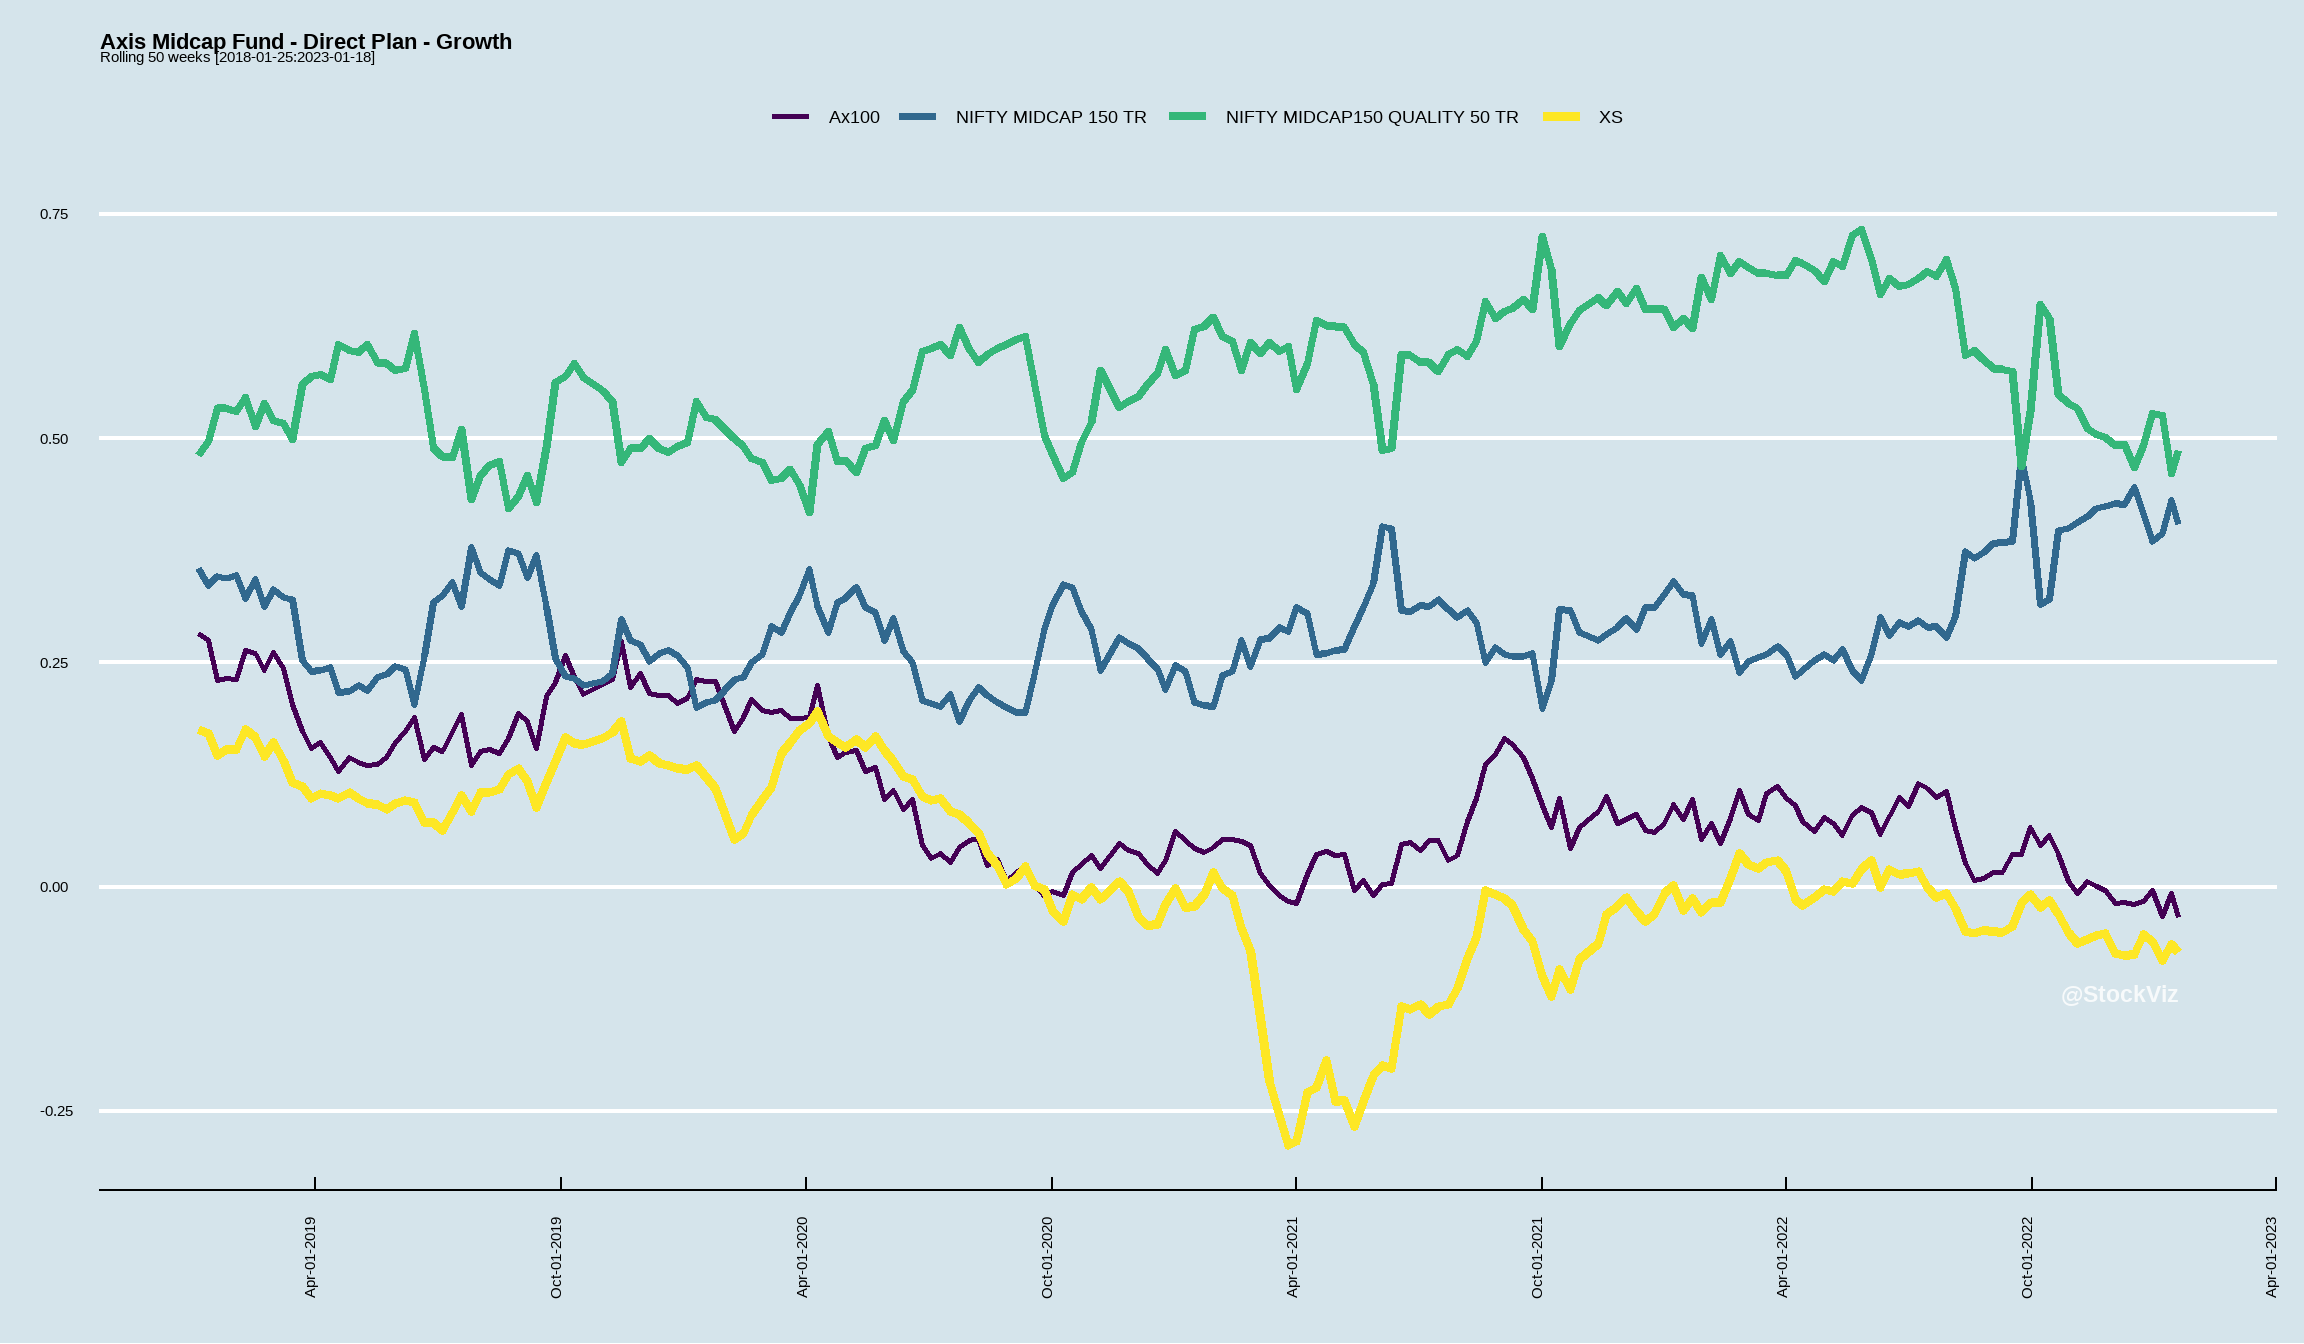 Axis Midcap Fund - Direct Plan - Growth
Rolling 50 weeks [2018-01-25:2023-01-18]
Ax100 NIFTY MIDCAP 150 TR NIFTY MIDCAP150 QUALITY 50 TR XS
0.75
0.50
0.25
0.00
@StockViz
-0.25
Apr-01-2019 Oct-01-2019 Apr-01-2020 Oct-01-2020 Apr-01-2021 Oct-01-2021 Apr-01-2022 Oct-01-2022 Apr-01-2023